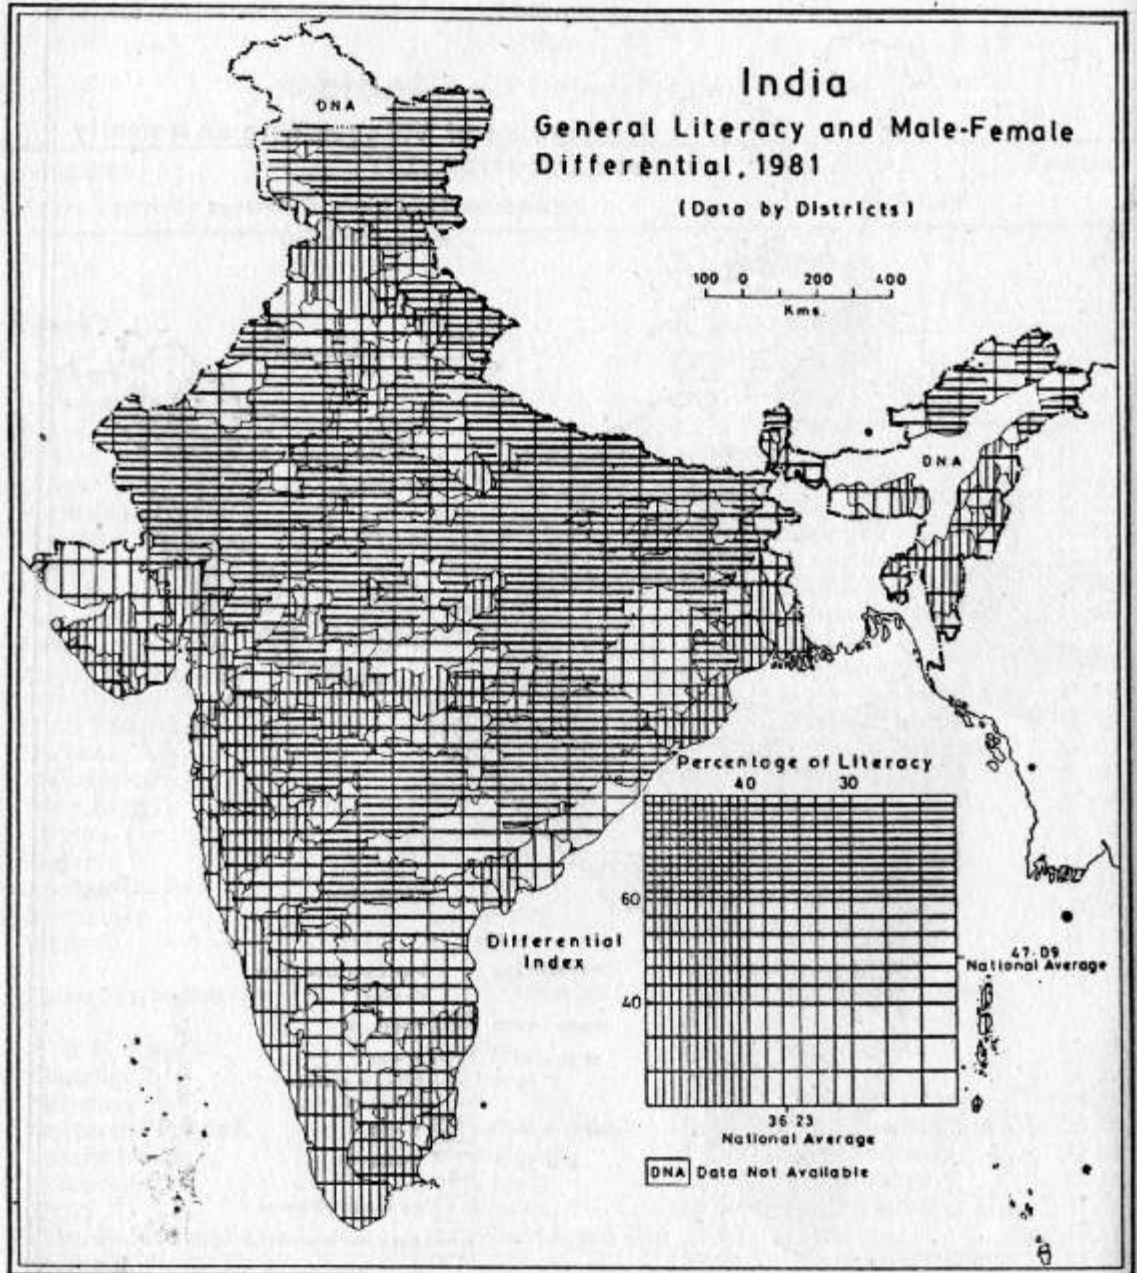 India
General Literacy and Male-Female
Differential, 1981
(Data by Districts)
100 0 200 400
Kms
DNA
DNA
Percentage of Literacy
40 30
60
Differential
Index
47·09
National Average
40
36·23
National Average
DNA Data Not Available